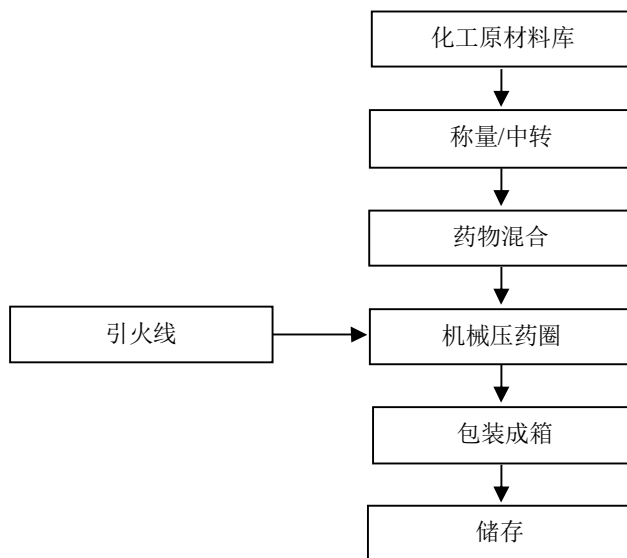 化工原材料库
称量/中转
药物混合
引火线
机械压药圈
包装成箱
储存